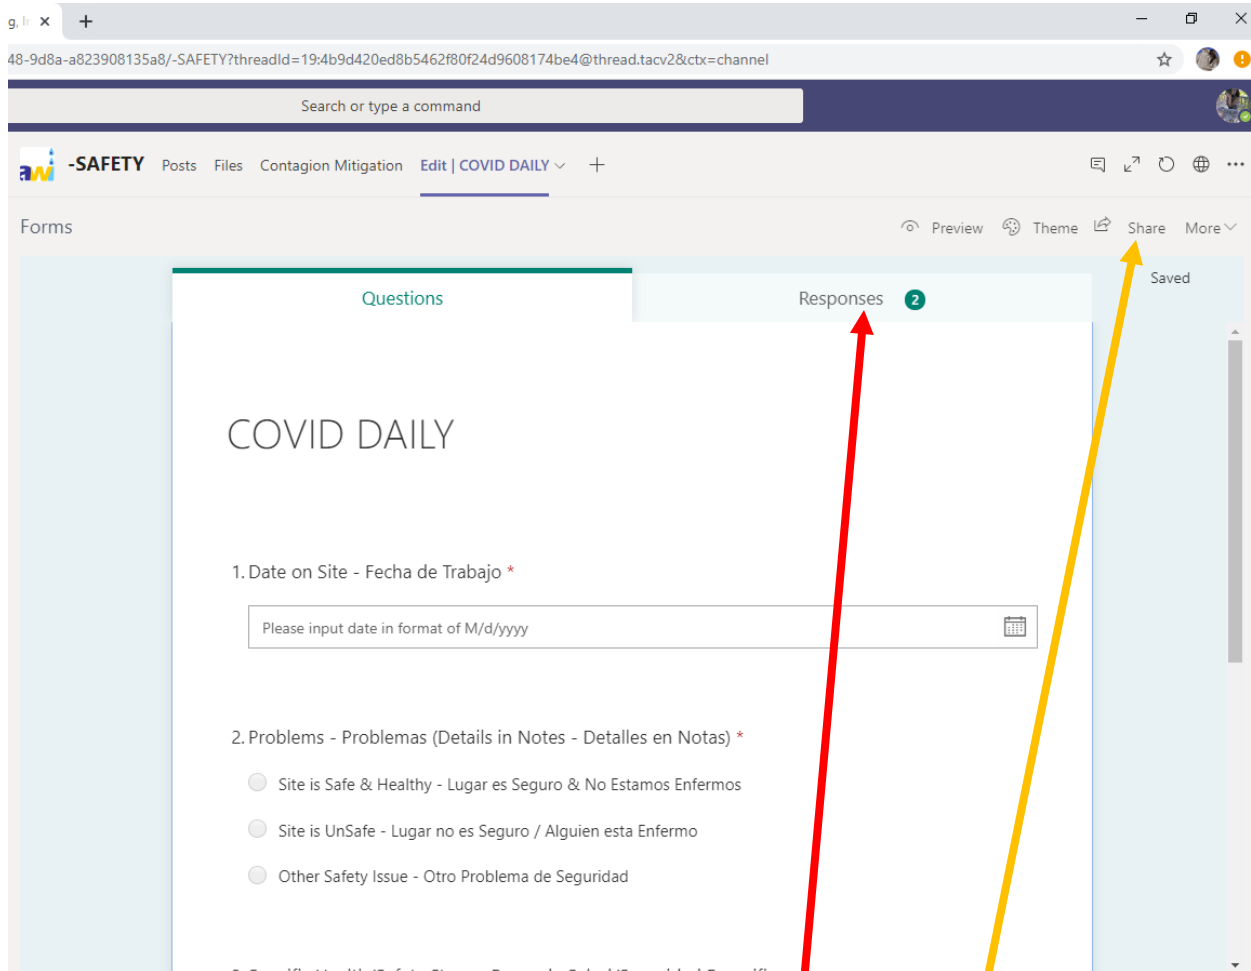 g, In
48-9d8a-a823908135a8/-SAFETY?threadId=19:4b9d420ed8b5462f80f24d9608174be4@thread.tacv2&ctx=channel
Search or type a command
awi -SAFETY Posts Files Contagion Mitigation Edit | COVID DAILY
Forms Preview Theme Share More
Saved
Questions Responses 2
COVID DAILY
1. Date on Site - Fecha de Trabajo *
Please input date in format of M/d/yyyy
2. Problems - Problemas (Details in Notes - Detalles en Notas) *
Site is Safe & Healthy - Lugar es Seguro & No Estamos Enfermos
Site is UnSafe - Lugar no es Seguro / Alguien esta Enfermo
Other Safety Issue - Otro Problema de Seguridad